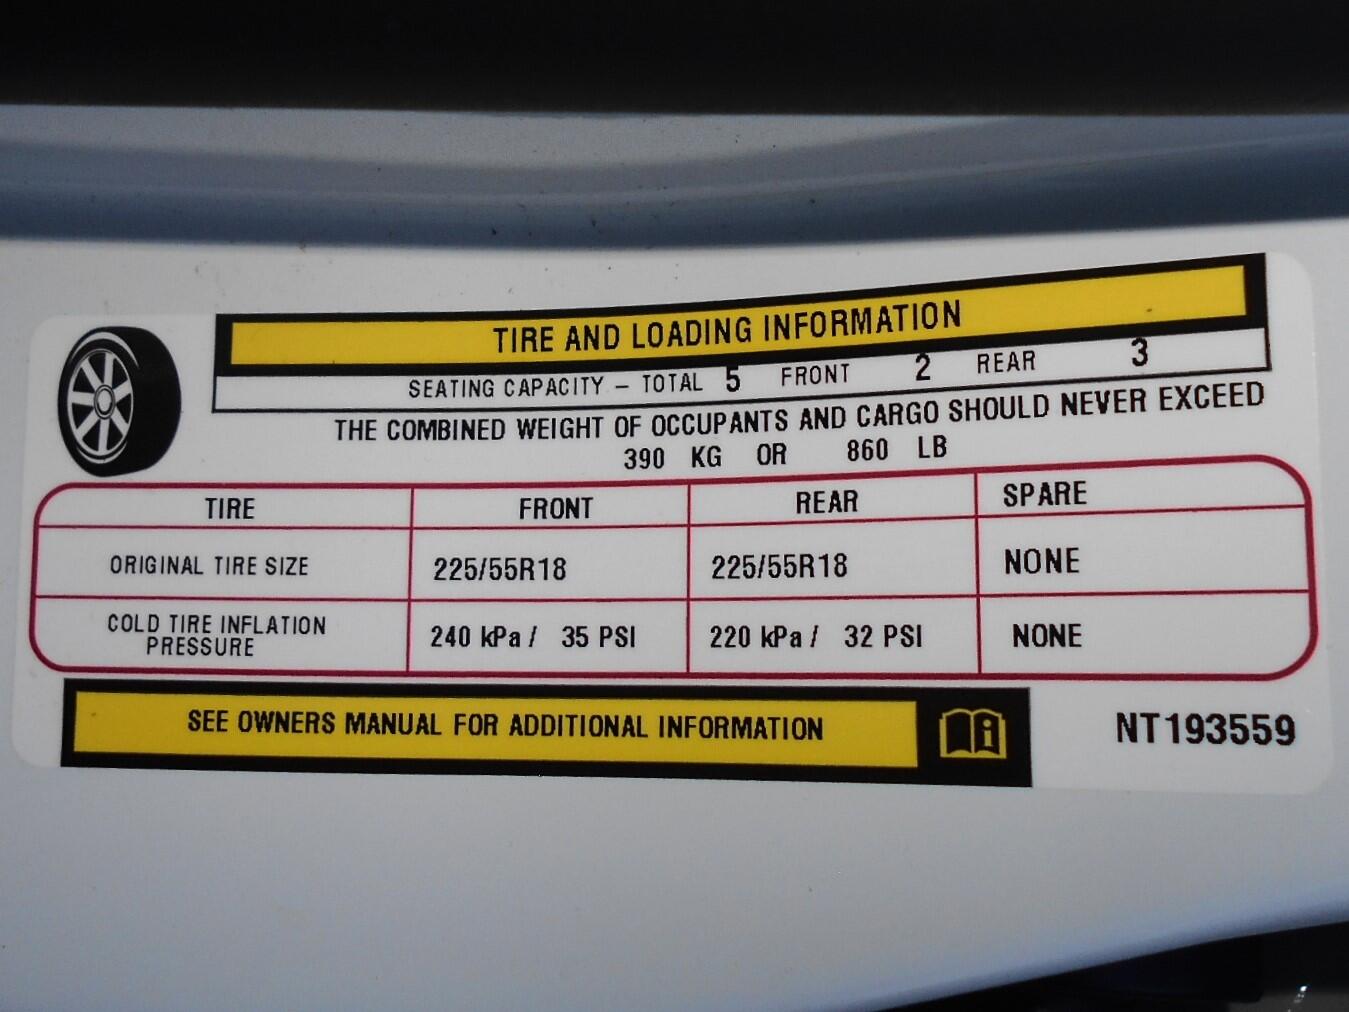 TIRE AND LOADING INFORMATION
SEATING CAPACITY – TOTAL 5 FRONT 2 REAR 3
THE COMBINED WEIGHT OF OCCUPANTS AND CARGO SHOULD NEVER EXCEED
390 KG OR 860 LB
TIRE FRONT REAR SPARE
ORIGINAL TIRE SIZE 225/55R18 225/55R18 NONE
COLD TIRE INFLATION
PRESSURE 240 kPa / 35 PSI 220 kPa / 32 PSI NONE
SEE OWNERS MANUAL FOR ADDITIONAL INFORMATION
NT193559